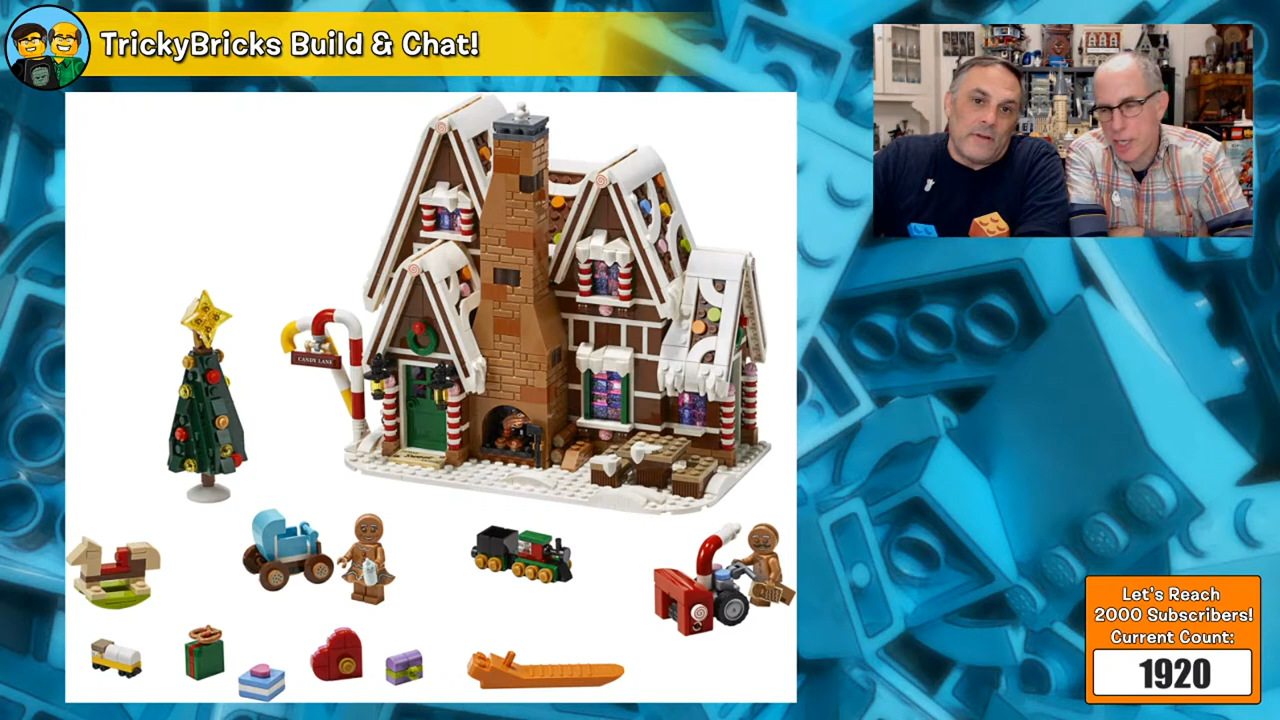 TrickyBricks Build & Chat!
CANDY LANE
Let's Reach
2000 Subscribers!
Current Count:
1920